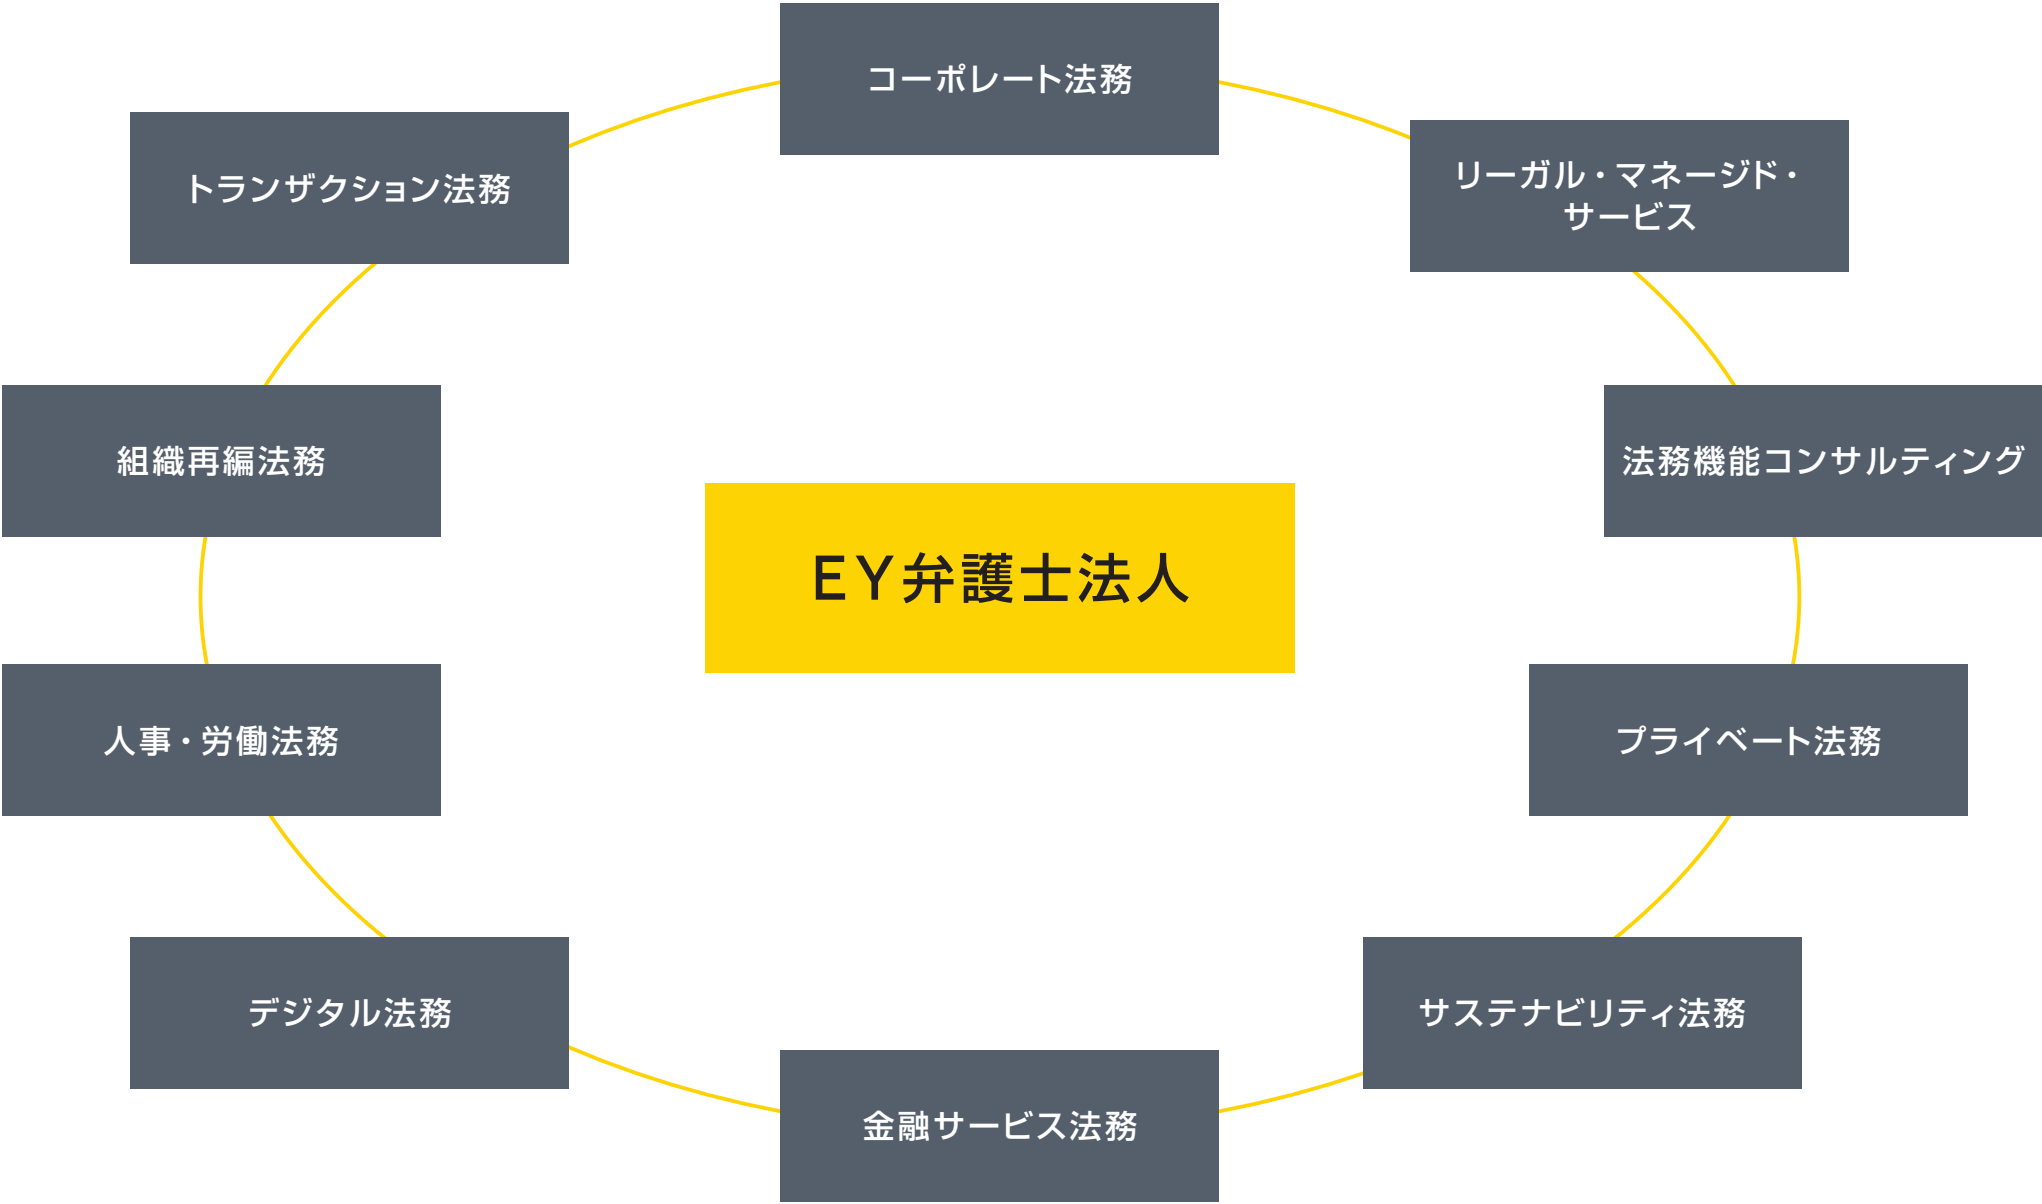 コーポレート法務
トランザクション法務
リーガル・マネージド・
サービス
組織再編法務
法務機能コンサルティング
EY弁護士法人
人事・労働法務
プライベート法務
デジタル法務
サステナビリティ法務
金融サービス法務